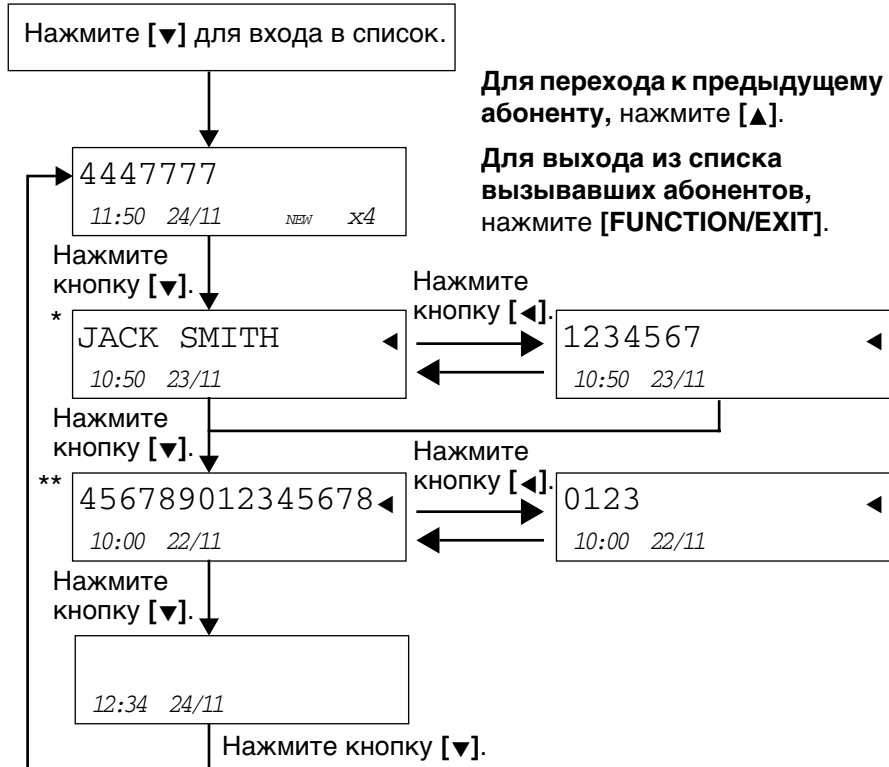 Нажмите [▼] для входа в список.
Для перехода к предыдущему
абоненту, нажмите [▲].
Для выхода из списка
вызывавших абонентов,
нажмите [FUNCTION/EXIT].
4447777
11:50 24/11 NEW x4
Нажмите
кнопку [▼].
*
JACK SMITH ◀
10:50 23/11
Нажмите
кнопку [◀].
1234567 ◀
10:50 23/11
Нажмите
кнопку [▼].
**
456789012345678◀
10:00 22/11
Нажмите
кнопку [◀].
0123 ◀
10:00 22/11
Нажмите
кнопку [▼].
12:34 24/11
Нажмите кнопку [▼].